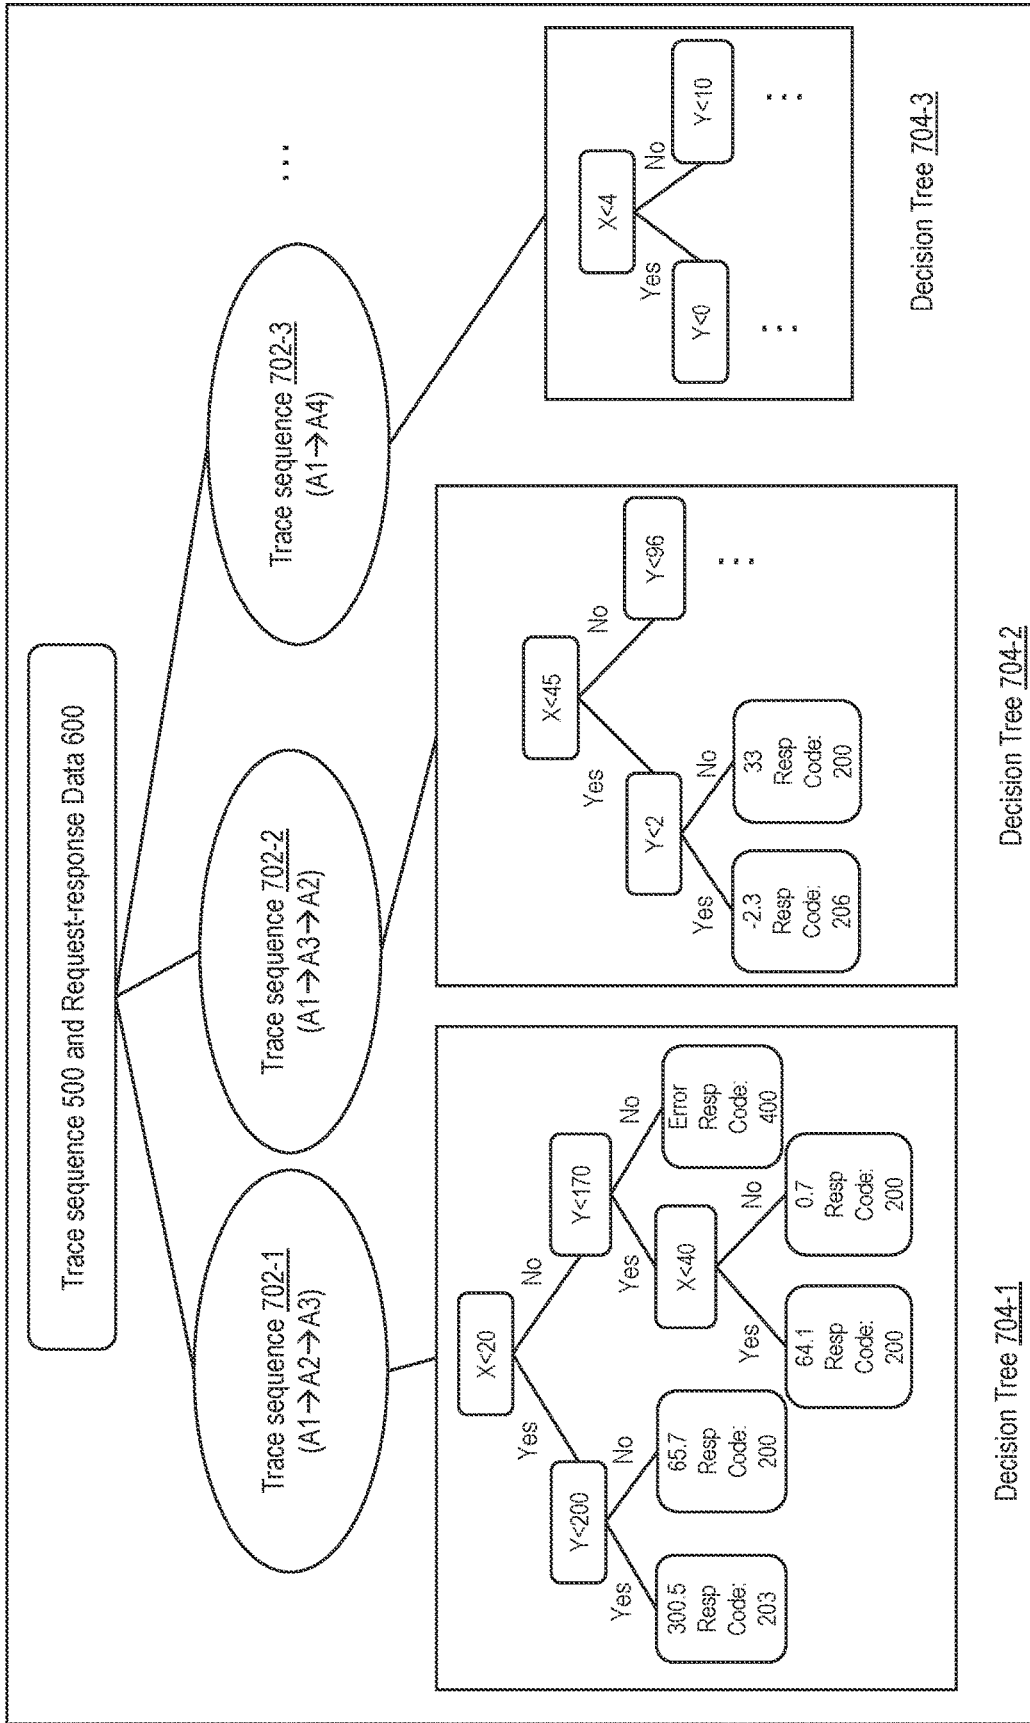 Trace sequence 500 and Request-response Data 600
Trace sequence 702-1
(A1→A2→A3)
Trace sequence 702-2
(A1→A3→A2)
Trace sequence 702-3
(A1→A4)
...
X<20
Yes
No
Y<200
Y<170
Yes
No
Yes
No
300.5
Resp
Code:
203
65.7
Resp
Code:
200
X<40
Error
Resp
Code:
400
Yes
No
64.1
Resp
Code:
200
0.7
Resp
Code:
200
Decision Tree 704-1
X<45
Yes
No
Y<2
Y<96
Yes
No
...
-2.3
Resp
Code:
206
33
Resp
Code:
200
Decision Tree 704-2
X<4
Yes
No
Y<0
Y<10
...
...
Decision Tree 704-3